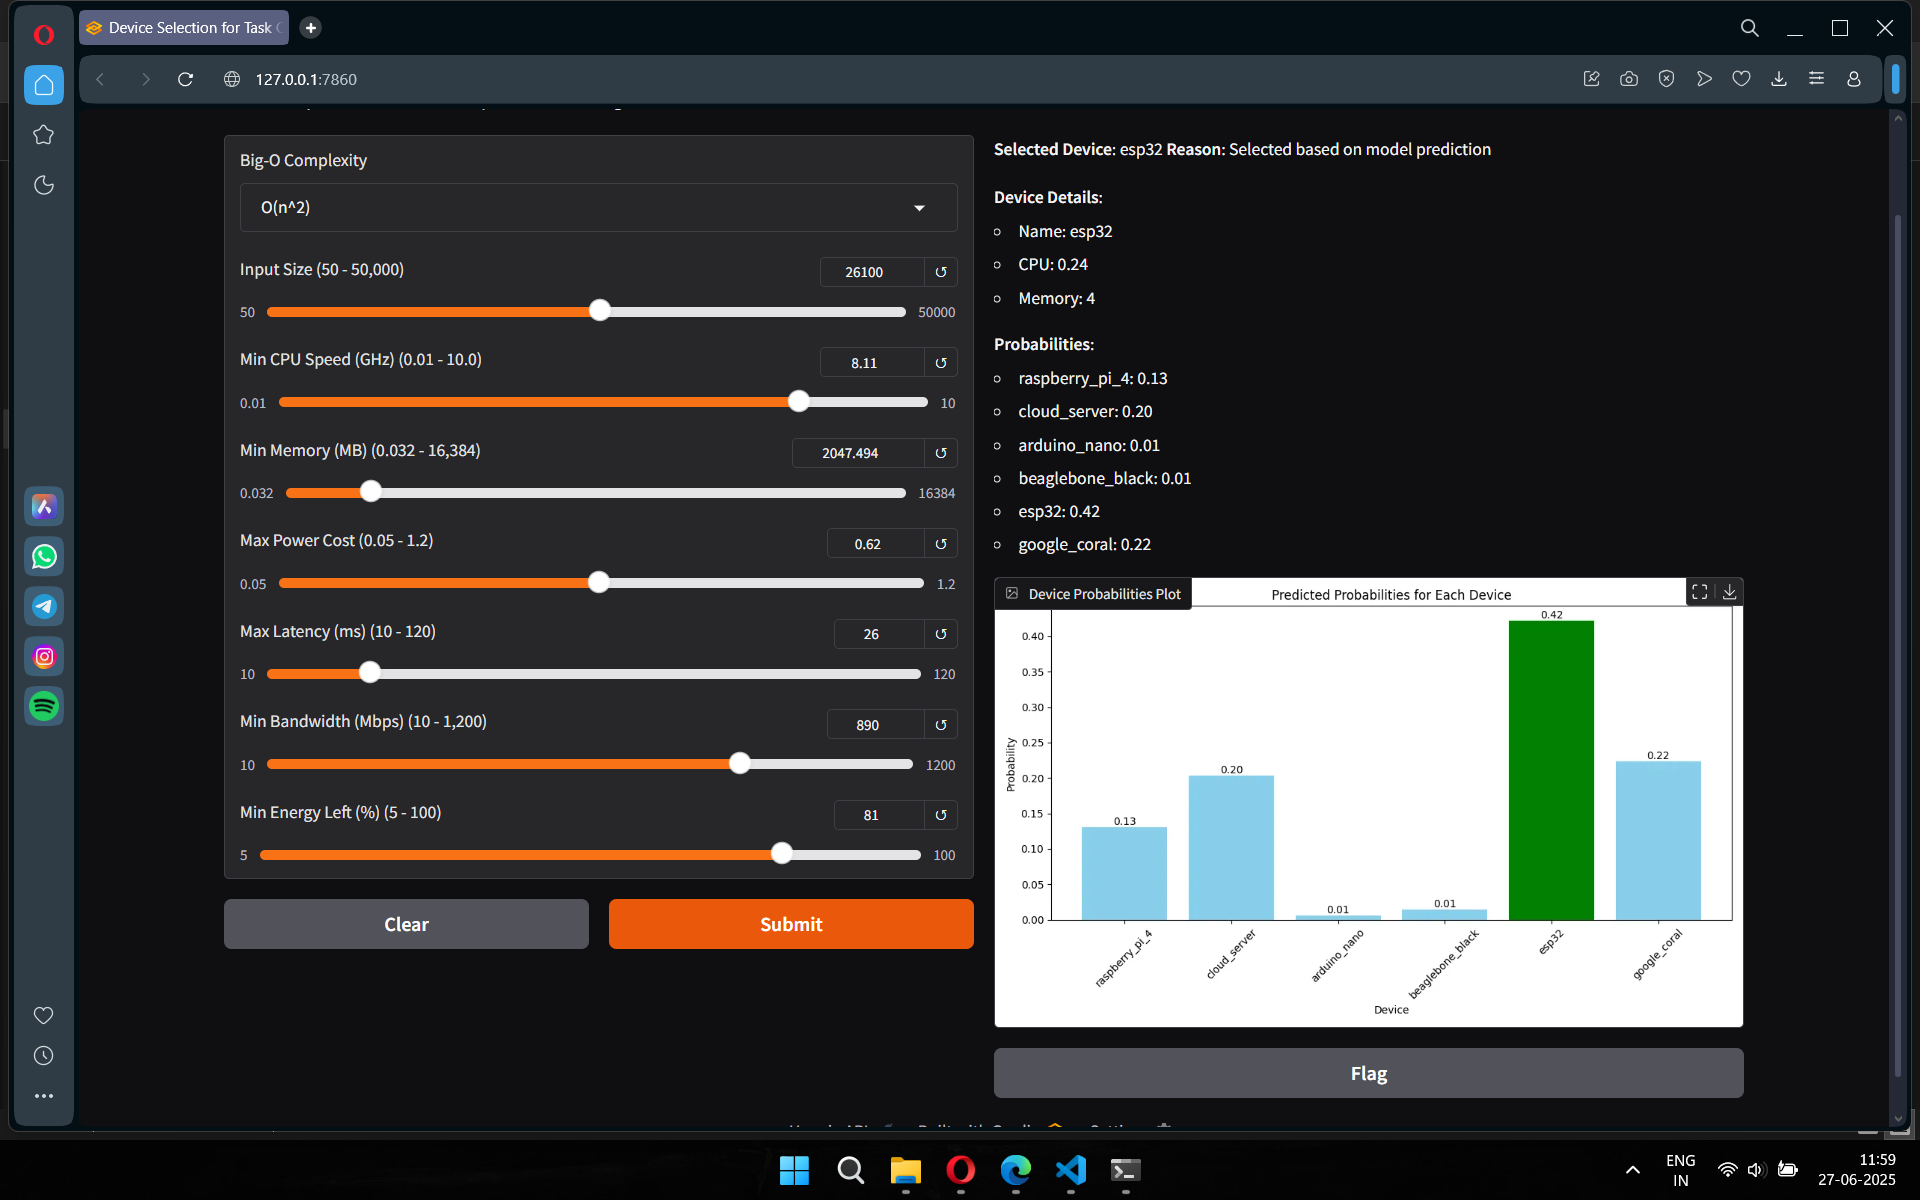 Device Selection for Task
127.0.0.1:7860
Big-O Complexity
O(n^2)
Input Size (50 - 50,000)
26100
50
50000
Min CPU Speed (GHz) (0.01 - 10.0)
8.11
0.01
10
Min Memory (MB) (0.032 - 16,384)
2047.494
0.032
16384
Max Power Cost (0.05 - 1.2)
0.62
0.05
1.2
Max Latency (ms) (10 - 120)
26
10
120
Min Bandwidth (Mbps) (10 - 1,200)
890
10
1200
Min Energy Left (%) (5 - 100)
81
5
100
Clear
Submit
Selected Device: esp32 Reason: Selected based on model prediction
Device Details:
Name: esp32
CPU: 0.24
Memory: 4
Probabilities:
raspberry_pi_4: 0.13
cloud_server: 0.20
arduino_nano: 0.01
beaglebone_black: 0.01
esp32: 0.42
google_coral: 0.22
Device Probabilities Plot
Predicted Probabilities for Each Device
0.40
0.35
0.30
0.25
0.20
0.15
0.10
0.05
0.00
Probability
0.13
0.20
0.01
0.01
0.42
0.22
raspberry_pi_4
cloud_server
arduino_nano
beaglebone_black
esp32
google_coral
Device
Flag
ENG
IN
11:59
27-06-2025